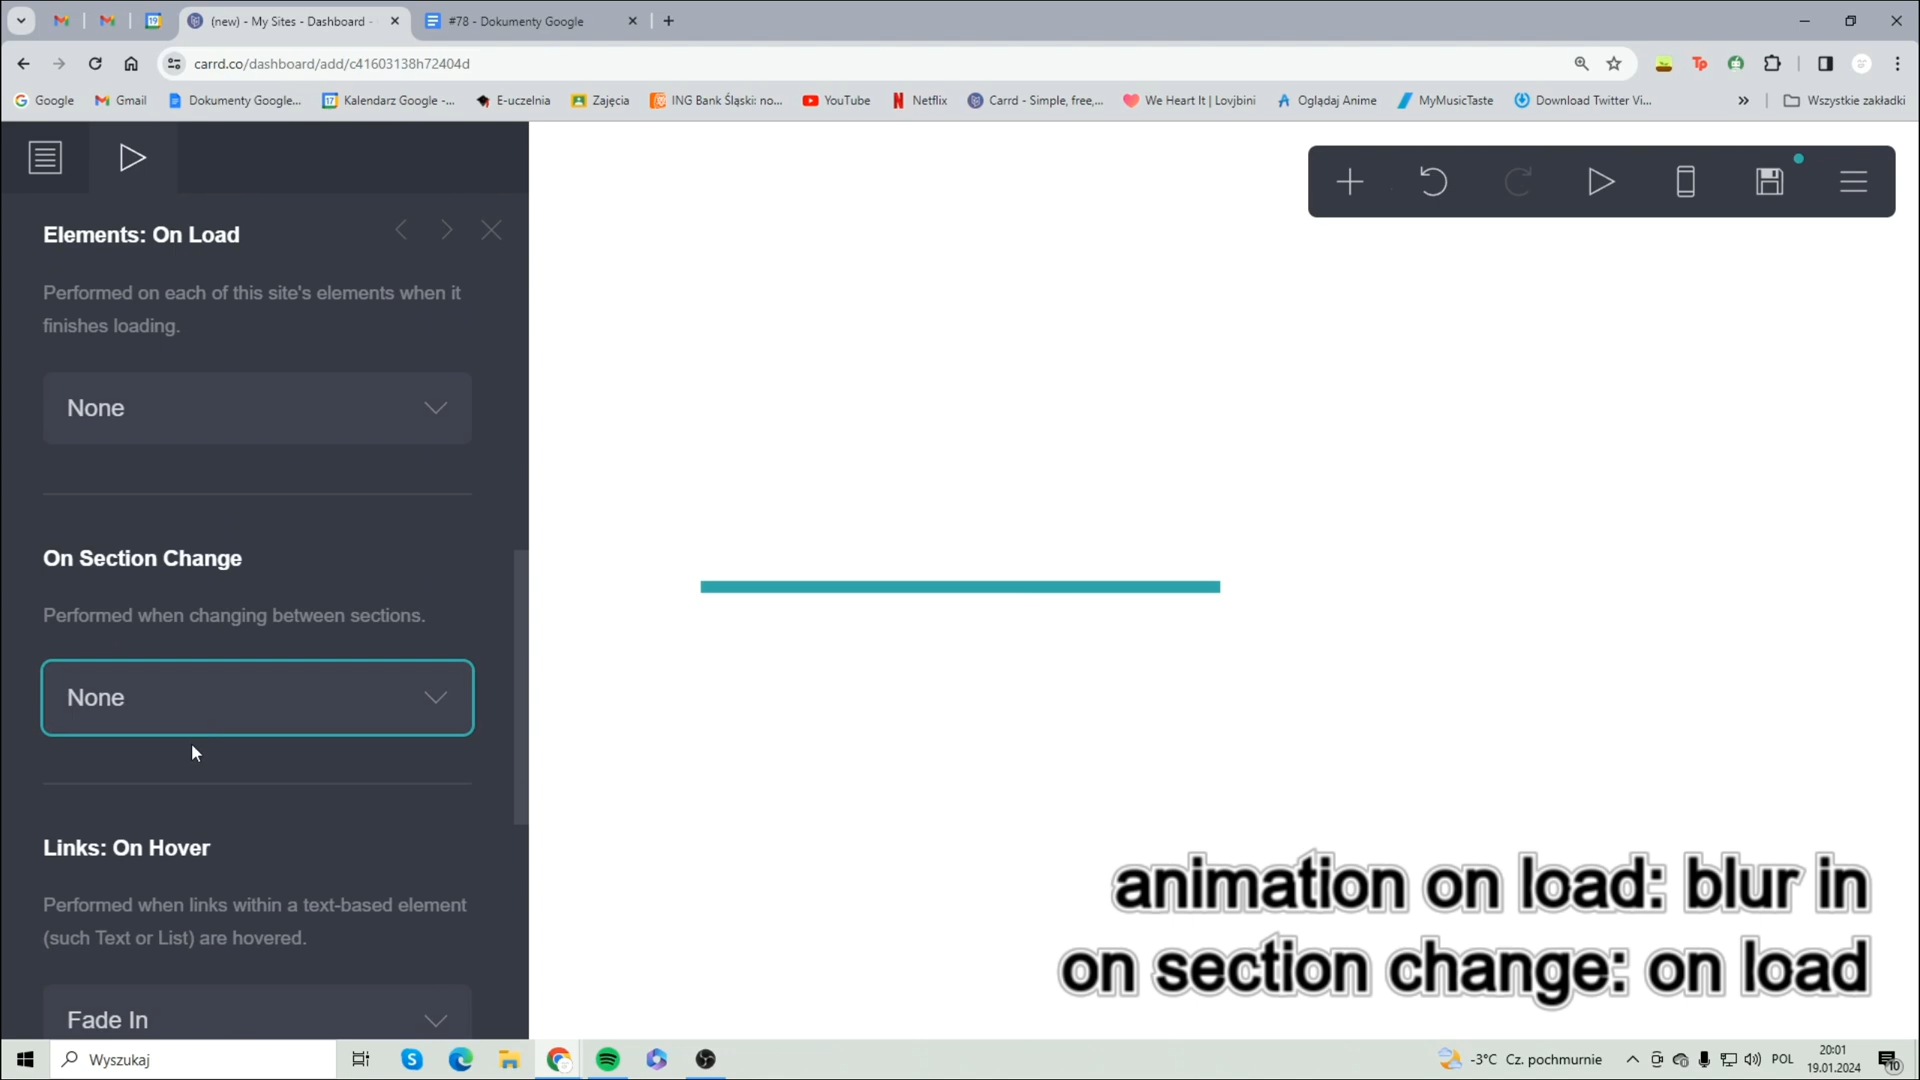 (new) - My Sites - Dashboard -
#78 - Dokumenty Google
carrd.co/dashboard/add/c41603138h72404d
Google
Gmail
Dokumenty Google...
Kalendarz Google -...
E-uczelnia
Zajęcia
ING Bank Śląski: no...
YouTube
Netflix
Carrd - Simple, free,...
We Heart It | Lovjbini
Oglądaj Anime
MyMusicTaste
Download Twitter Vi...
Wszystkie zakładki
Elements: On Load
Performed on each of this site's elements when it
finishes loading.
None
On Section Change
Performed when changing between sections.
None
Links: On Hover
Performed when links within a text-based element
(such Text or List) are hovered.
Fade In
animation on load: blur in
on section change: on load
Wyszukaj
-3°C Cz. pochmurnie
POL
20:01
19.01.2024
10